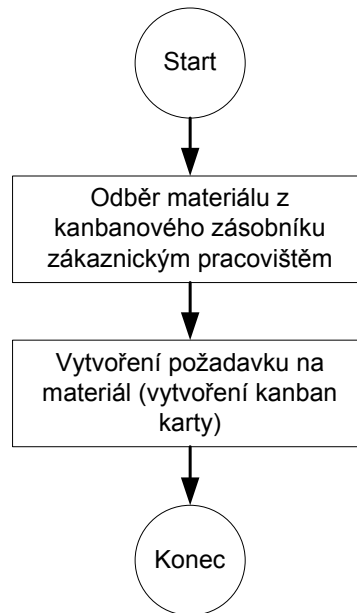 Start
Odběr materiálu z
kanbanového zásobníku
zákaznickým pracovištěm
Vytvoření požadavku na
materiál (vytvoření kanban
karty)
Konec